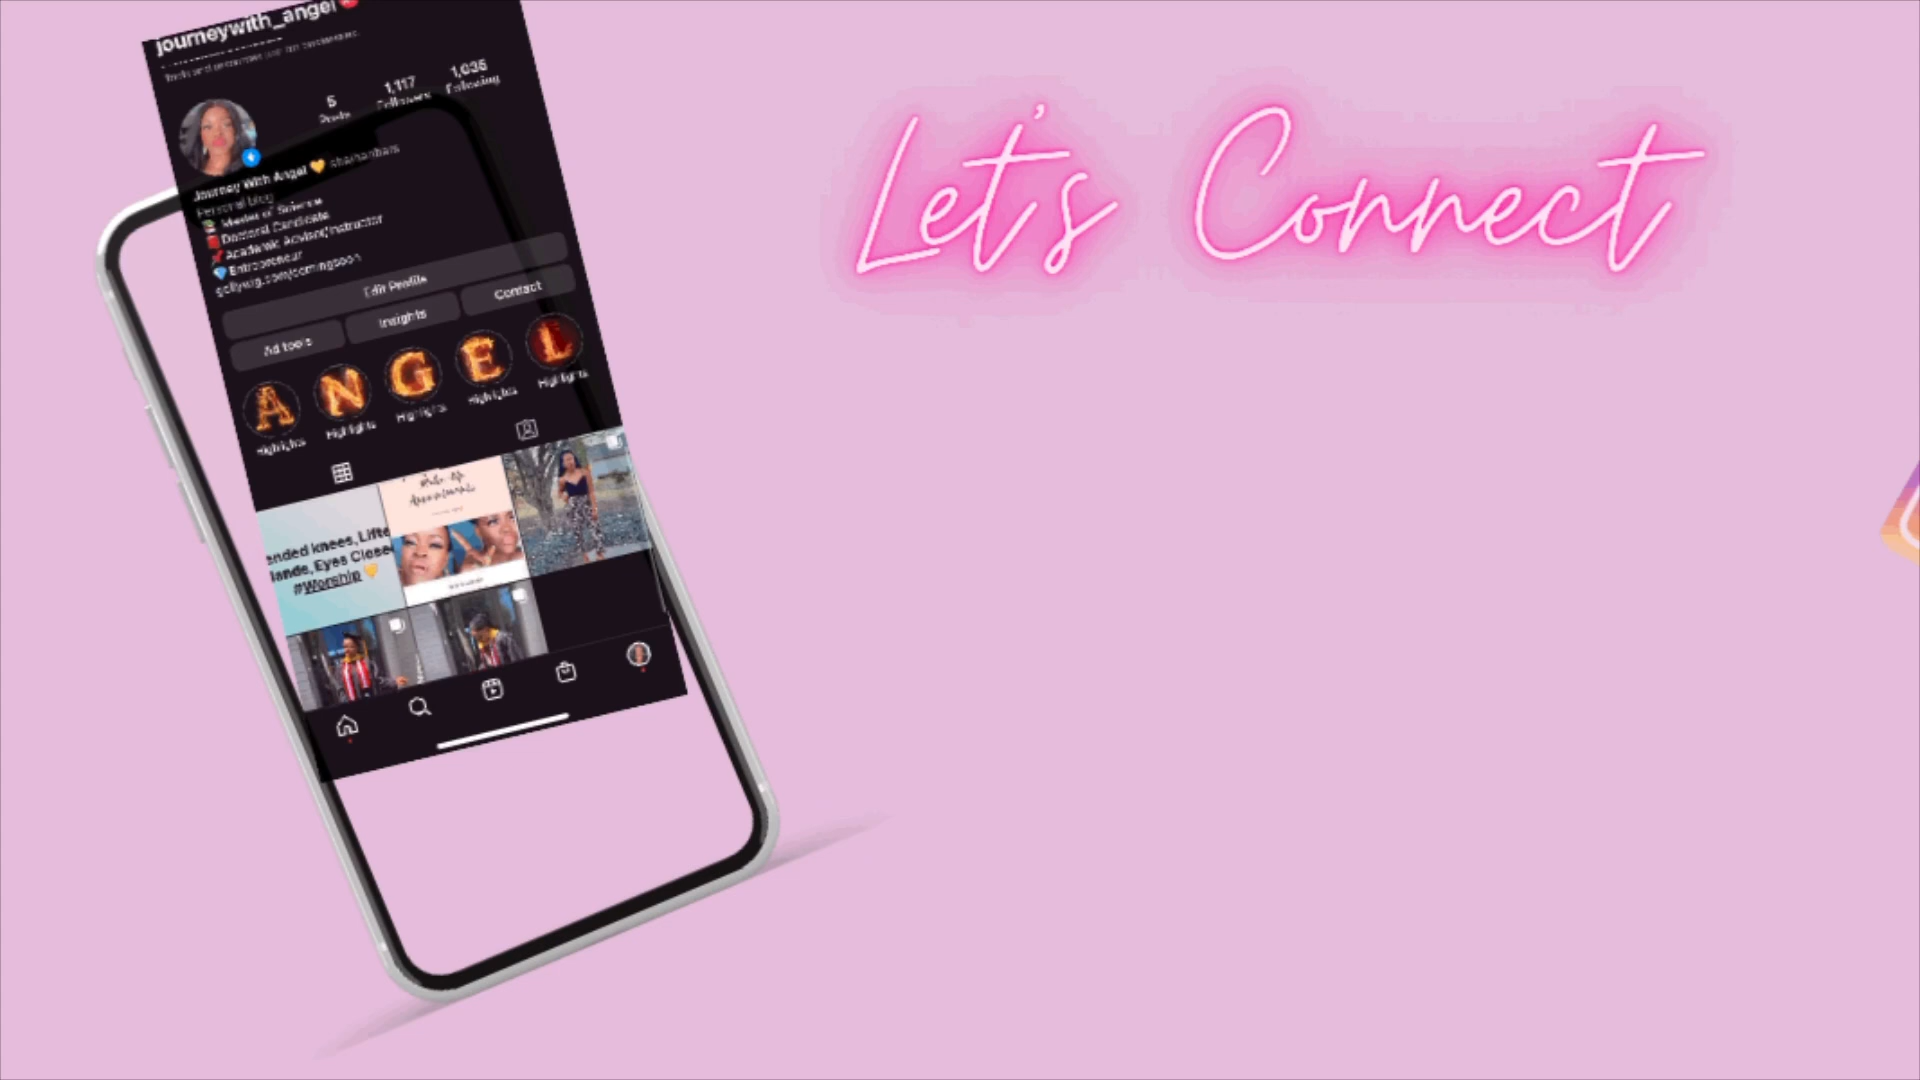 journeywith_angel
5
Posts
1,117
Followers
1,035
Following
Journey With Angel 💛
Personal blog
📚 Master of Science
📕Doctoral Candidate
📌Academic Advisor/Instructor
💎Entrepreneur
Edit Profile
Ad tools
Insights
Contact
A
N
G
E
L
Highlights
Highlights
Highlights
Highlights
Highlights
ended knees, Lifte
ands, Eyes Close
#Worship 💛
Let's Connect